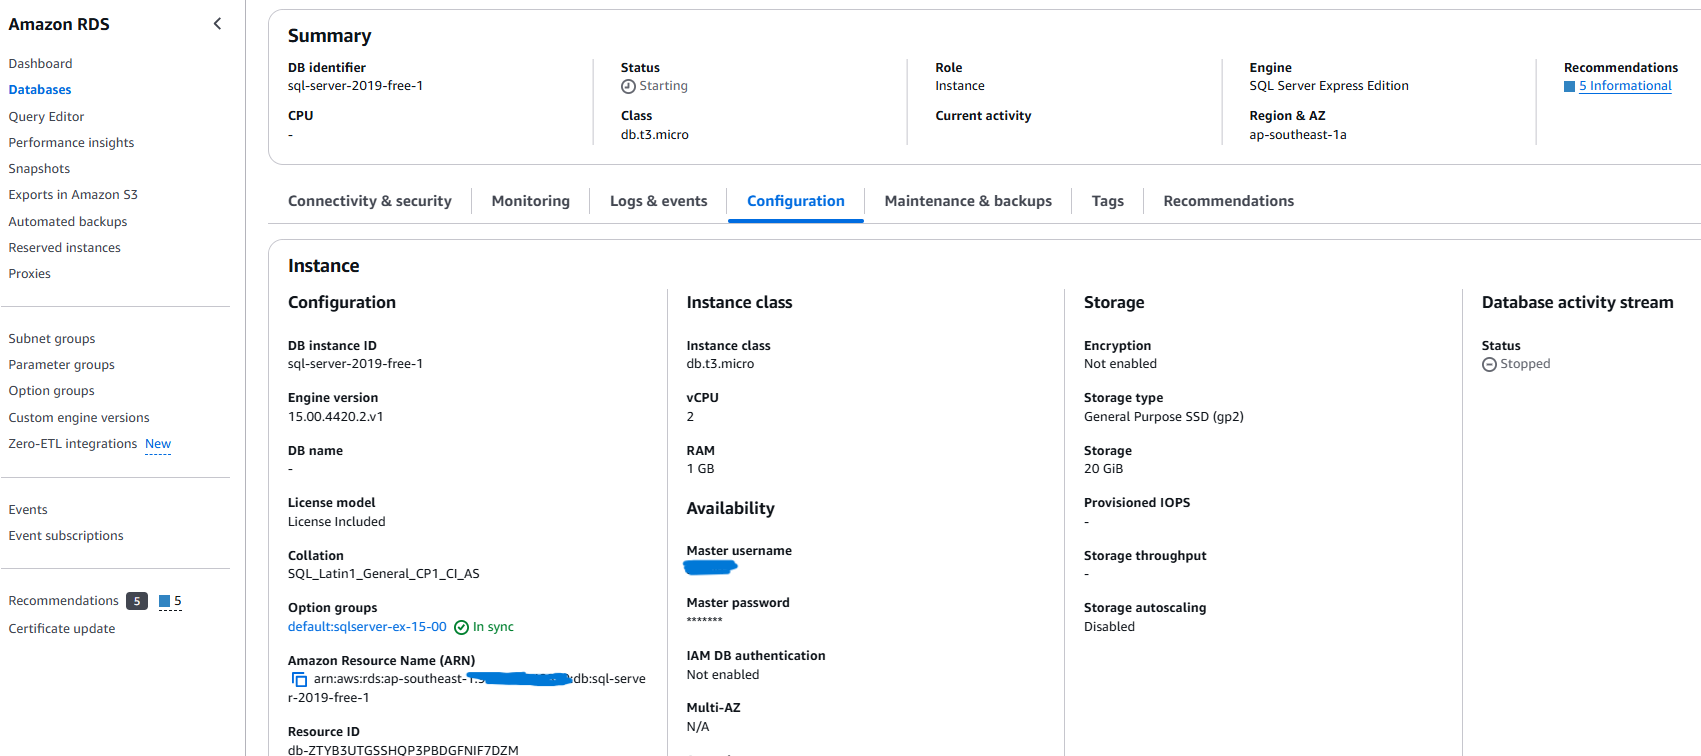 Amazon RDS
Dashboard
Databases
Query Editor
Performance insights
Snapshots
Exports in Amazon S3
Automated backups
Reserved instances
Proxies
Subnet groups
Parameter groups
Option groups
Custom engine versions
Zero-ETL integrations New
Events
Event subscriptions
Recommendations 5 5
Certificate update
Summary
DB identifier
sql-server-2019-free-1
CPU
-
Status
Starting
Class
db.t3.micro
Role
Instance
Current activity
Engine
SQL Server Express Edition
Region & AZ
ap-southeast-1a
Recommendations
5 Informational
Connectivity & security
Monitoring
Logs & events
Configuration
Maintenance & backups
Tags
Recommendations
Instance
Configuration
DB instance ID
sql-server-2019-free-1
Engine version
15.00.4420.2.v1
DB name
-
License model
License Included
Collation
SQL_Latin1_General_CP1_CI_AS
Option groups
default:sqlserver-ex-15-00 In sync
Amazon Resource Name (ARN)
arn:aws:rds:ap-southeast- :db:sql-serve
r-2019-free-1
Resource ID
db-ZTYB3UTGSSHQP3PBDGFNIF7DZM
Instance class
Instance class
db.t3.micro
vCPU
2
RAM
1 GB
Availability
Master username
Master password
*******
IAM DB authentication
Not enabled
Multi-AZ
N/A
Storage
Encryption
Not enabled
Storage type
General Purpose SSD (gp2)
Storage
20 GiB
Provisioned IOPS
-
Storage throughput
-
Storage autoscaling
Disabled
Database activity stream
Status
Stopped